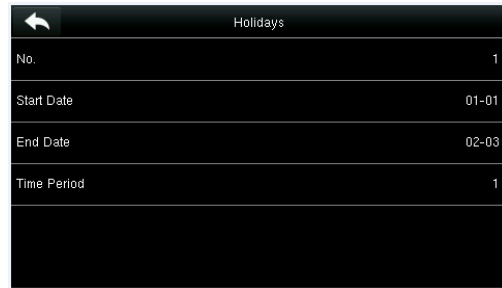 Holidays
No. 1
Start Date 01-01
End Date 02-03
Time Period 1